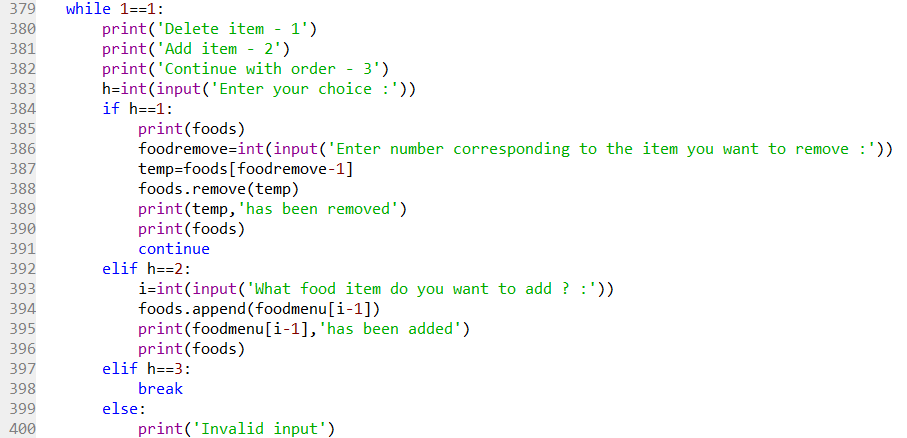 379 while 1==1:
380 print('Delete item - 1')
381 print('Add item - 2')
382 print('Continue with order - 3')
383 h=int(input('Enter your choice :'))
384 if h==1:
385 print(foods)
386 foodremove=int(input('Enter number corresponding to the item you want to remove :'))
387 temp=foods[foodremove-1]
388 foods.remove(temp)
389 print(temp,'has been removed')
390 print(foods)
391 continue
392 elif h==2:
393 i=int(input('What food item do you want to add ? :'))
394 foods.append(foodmenu[i-1])
395 print(foodmenu[i-1],'has been added')
396 print(foods)
397 elif h==3:
398 break
399 else:
400 print('Invalid input')